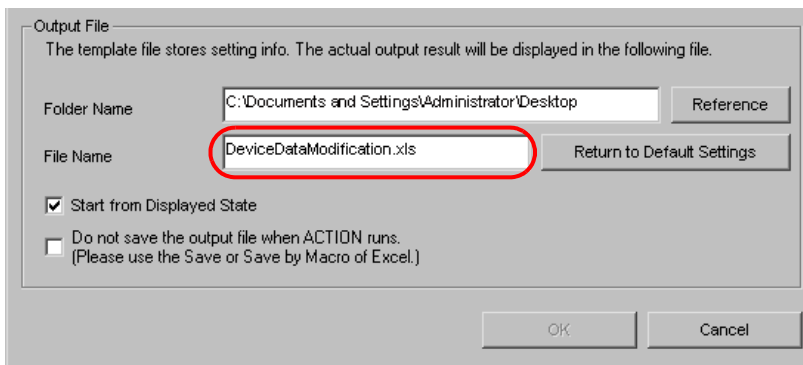 Output File
The template file stores setting info. The actual output result will be displayed in the following file.
Folder Name
C:\Documents and Settings\Administrator\Desktop
Reference
File Name
DeviceDataModification.xls
Return to Default Settings
Start from Displayed State
Do not save the output file when ACTION runs.
(Please use the Save or Save by Macro of Excel.)
OK
Cancel